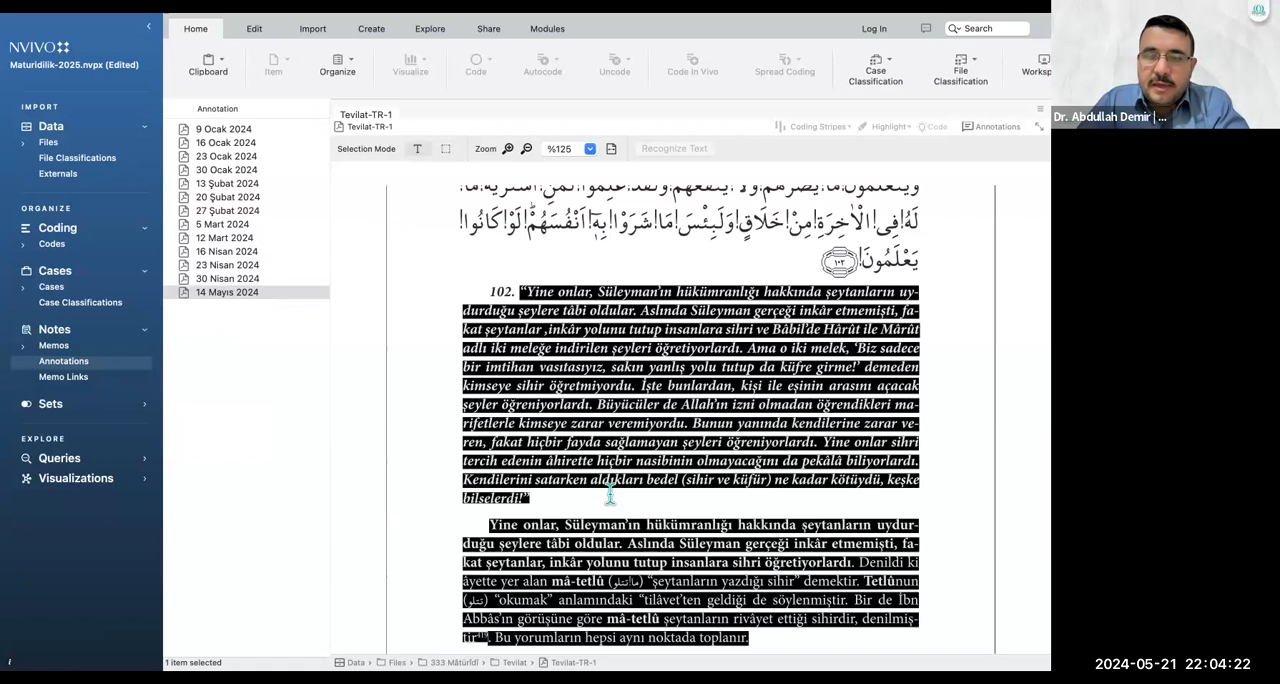 NVIVO
Maturidilik-2025.nvpx (Edited)
IMPORT
Data
Files
File Classifications
Externals
ORGANIZE
Coding
Codes
Cases
Cases
Case Classifications
Notes
Memos
Annotations
Memo Links
Sets
EXPLORE
Queries
Visualizations
Home Edit Import Create Explore Share Modules Log In Search
Clipboard Item Organize Visualize Code Autocode Uncode Code In Vivo Spread Coding Case Classification File Classification Worksp
Annotation
9 Ocak 2024
16 Ocak 2024
23 Ocak 2024
30 Ocak 2024
13 Şubat 2024
20 Şubat 2024
27 Şubat 2024
5 Mart 2024
12 Mart 2024
16 Nisan 2024
23 Nisan 2024
30 Nisan 2024
14 Mayıs 2024
1 item selected
Tevilat-TR-1
Tevilat-TR-1
Coding Stripes Highlight Code Annotations
Selection Mode T Zoom %125 Recognize Text
لَهُ فِى الْاٰخِرَةِ مِنْ خَلَاقٍ وَلَبِئْسَ مَا شَرَوْا بِهٖٓ اَنْفُسَهُمْ لَوْ كَانُوا
يَعْلَمُونَ ١٠٢
102. “Yine onlar, Süleyman’ın hükümranlığı hakkında şeytanların uy-
durduğu şeylere tâbi oldular. Aslında Süleyman gerçeği inkâr etmemişti, fa-
kat şeytanlar ,inkâr yolunu tutup insanlara sihri ve Bâbil’de Hârût ile Mârût
adlı iki meleğe indirilen şeyleri öğretiyorlardı. Ama o iki melek, ‘Biz sadece
bir imtihan vasıtasıyız, sakın yanlış yolu tutup da küfre girme!’ demeden
kimseye sihir öğretmiyordu. İşte bunlardan, kişi ile eşinin arasını açacak
şeyler öğreniyorlardı. Büyücüler de Allah’ın izni olmadan öğrendikleri ma-
rifetlerle kimseye zarar veremiyordu. Bunun yanında kendilerine zarar ve-
ren, fakat hiçbir fayda sağlamayan şeyleri öğreniyorlardı. Yine onlar sihri
tercih edenin âhirette hiçbir nasibinin olmayacağını da pekâlâ biliyorlardı.
Kendilerini satarken aldıkları bedel (sihir ve küfür) ne kadar kötüydü, keşke
bilselerdi!”
Yine onlar, Süleyman’ın hükümranlığı hakkında şeytanların uydur-
duğu şeylere tâbi oldular. Aslında Süleyman gerçeği inkâr etmemişti, fa-
kat şeytanlar, inkâr yolunu tutup insanlara sihri öğretiyorlardı. Denildi ki
âyette yer alan mâ-tetlû (ما تتلو) “şeytanların yazdığı sihir” demektir. Tetlûnun
(تتلو) “okumak” anlamındaki “tilâvet’ten geldiği de söylenmiştir. Bir de İbn
Abbâs’ın görüşüne göre mâ-tetlû şeytanların rivâyet ettiği sihirdir, denilmiş-
tir. Bu yorumların hepsi aynı noktada toplanır.
Data Files 333 Mâtürîdî Tevilat Tevilat-TR-1
Dr. Abdullah Demir | ...
2024-05-21 22:04:22